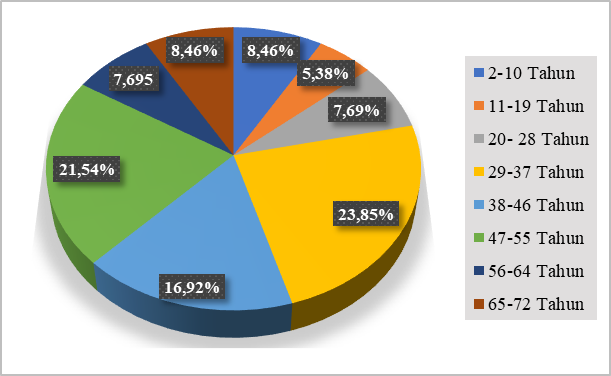 8,46%
8,46%
5,38%
7,695
7,69%
21,54%
23,85%
16,92%
2-10 Tahun
11-19 Tahun
20- 28 Tahun
29-37 Tahun
38-46 Tahun
47-55 Tahun
56-64 Tahun
65-72 Tahun